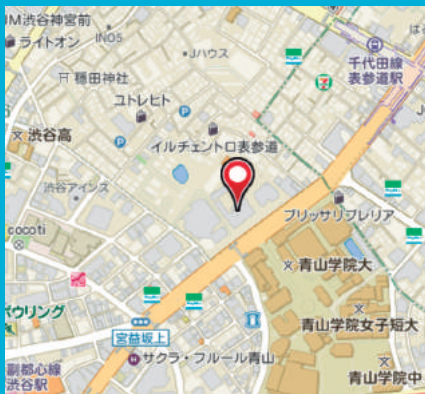 JM渋谷神宮前
ライトオン
INO5
Jハウス
千代田線
表参道駅
穏田神社
ユトレヒト
渋谷高
イルチェントロ表参道
渋谷アインス
ブリッサリブレリア
cocoti
青山学院大
ボウリング
宮益坂上
青山学院女子短大
サクラ・フルール青山
副都心線
渋谷駅
青山学院中